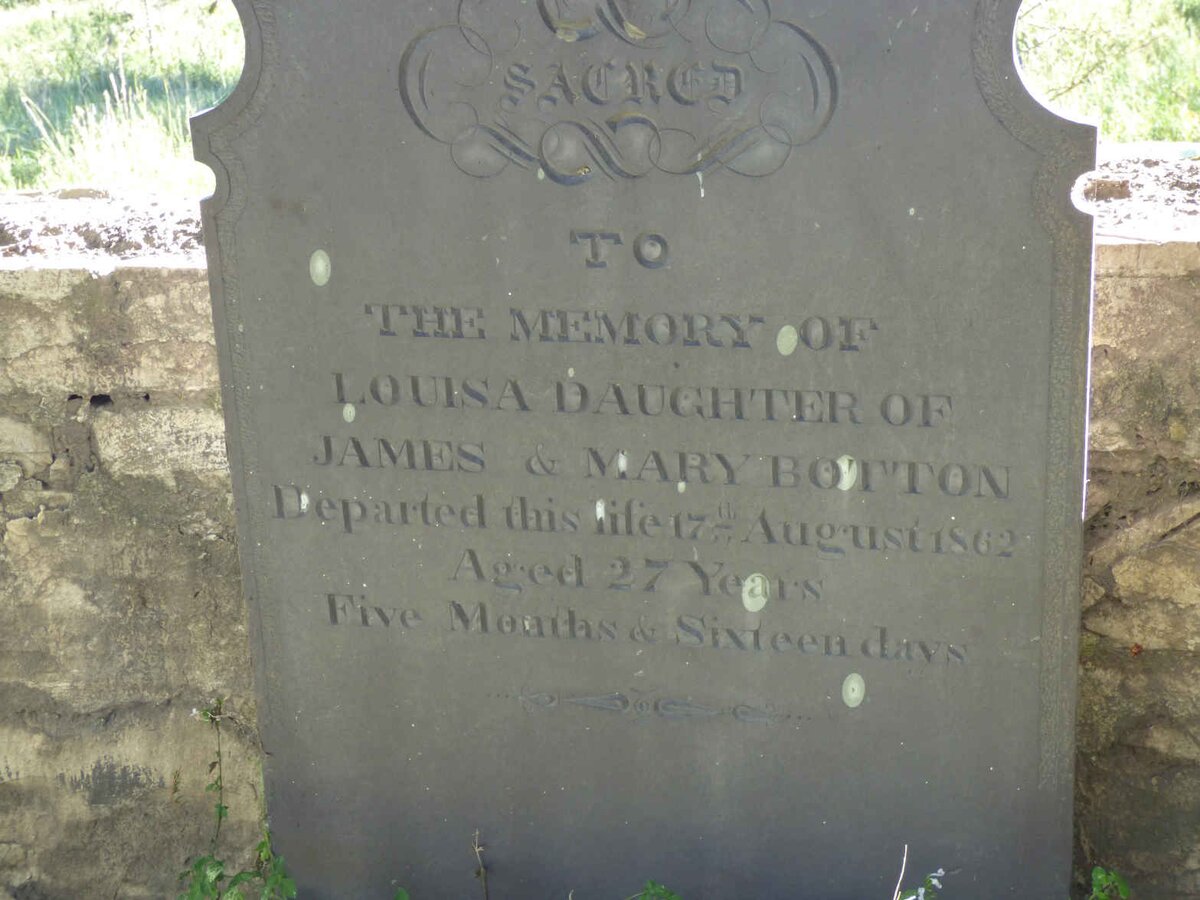 SACRED
TO
THE MEMORY OF
LOUISA DAUGHTER OF
JAMES & MARY BOTTON
Departed this life 17th August 1862
Aged 27 Years
Five Months & Sixteen days